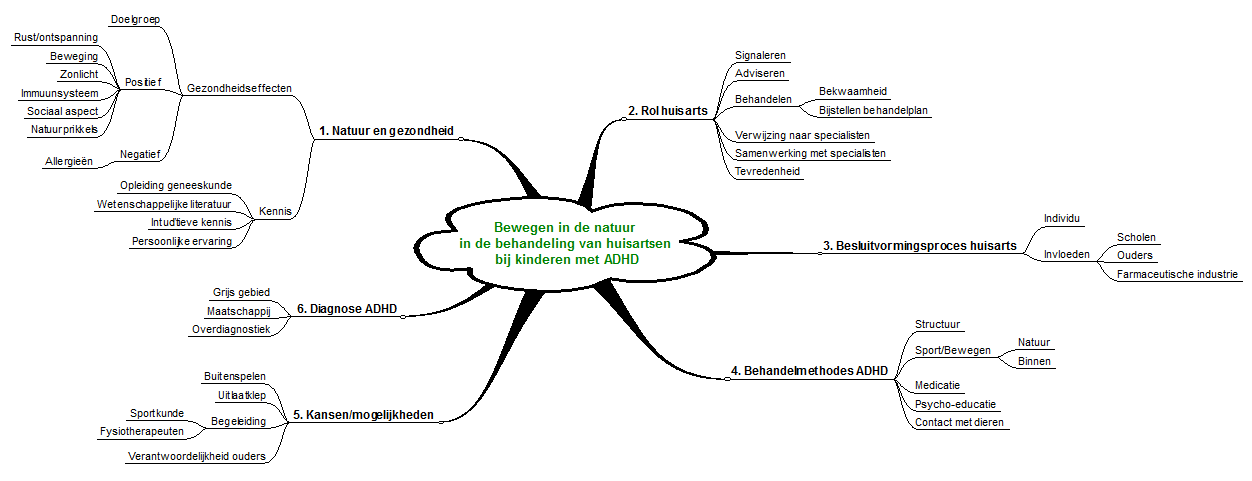 Bewegen in de natuur
in de behandeling van huisartsen
bij kinderen met ADHD
1. Natuur en gezondheid
Gezondheidseffecten
Doelgroep
Positief
Rust/ontspanning
Beweging
Zonlicht
Immuunsysteem
Sociaal aspect
Natuurprikkels
Negatief
Allergieën
Kennis
Opleiding geneeskunde
Wetenschappelijke literatuur
Intud'tieve kennis
Persoonlijke ervaring
2. Rol huisarts
Signaleren
Adviseren
Behandelen
Bekwaamheid
Bijstellen behandelplan
Verwijzing naar specialisten
Samenwerking met specialisten
Tevredenheid
3. Besluitvormingsproces huisarts
Individu
Invloeden
Scholen
Ouders
Farmaceutische industrie
4. Behandelmethodes ADHD
Structuur
Sport/Bewegen
Natuur
Binnen
Medicatie
Psycho-educatie
Contact met dieren
5. Kansen/mogelijkheden
Buitenspelen
Uitlaatklep
Begeleiding
Sportkunde
Fysiotherapeuten
Verantwoordelijkheid ouders
6. Diagnose ADHD
Grijs gebied
Maatschappij
Overdiagnostiek